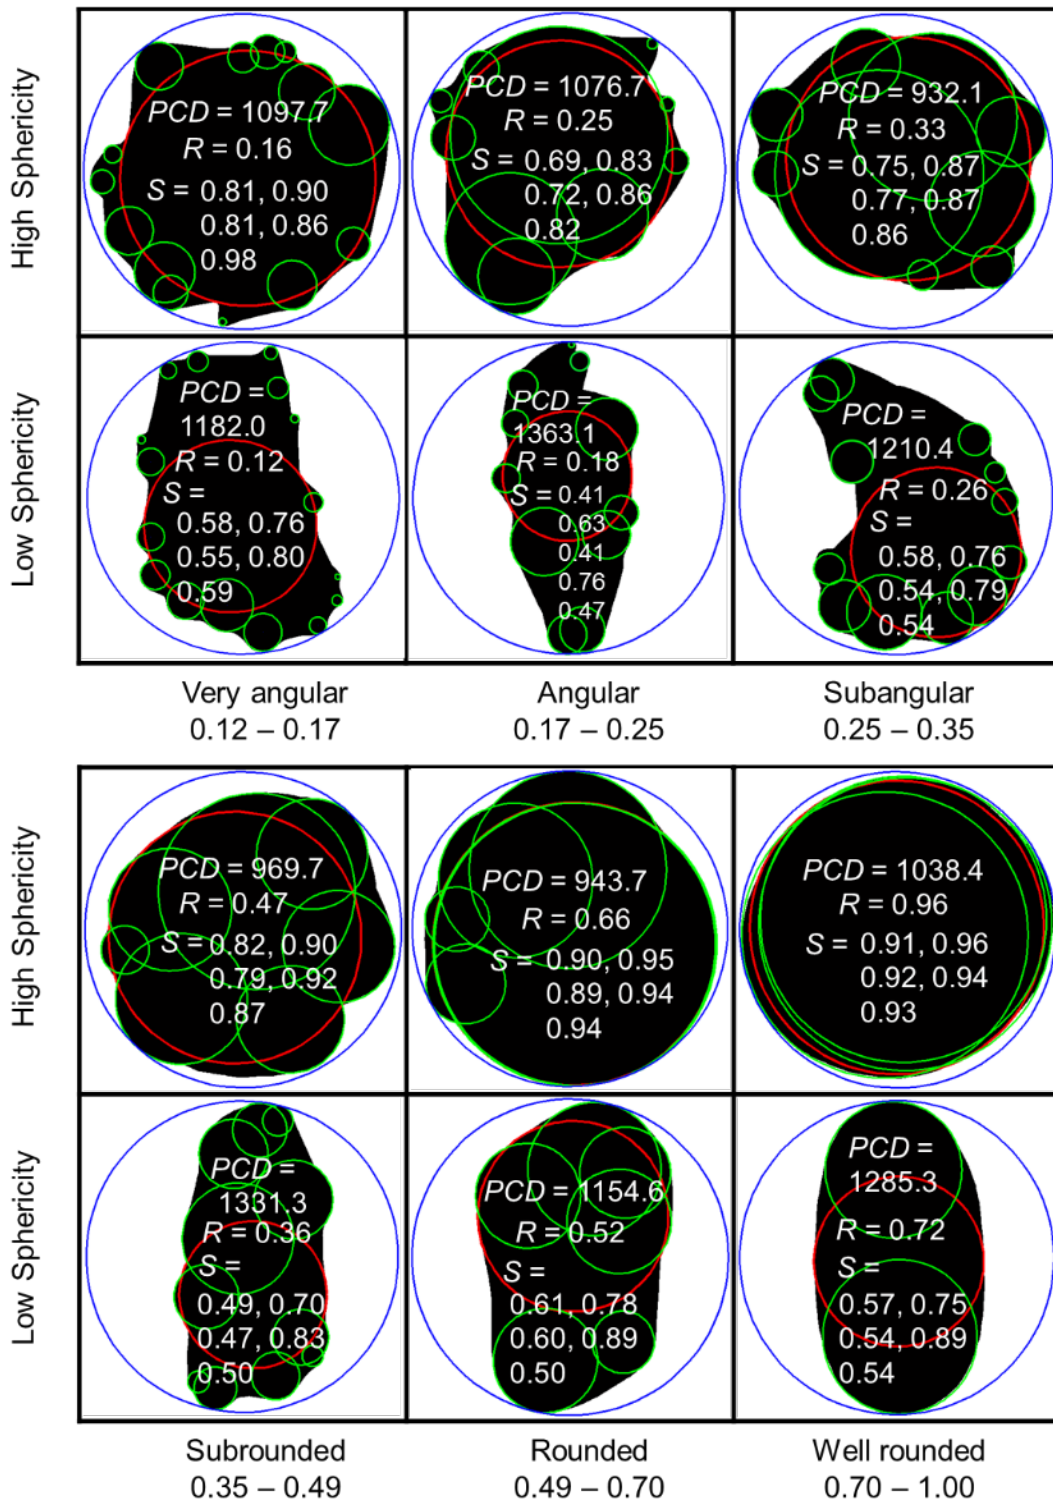 High Sphericity
PCD = 1097.7
R = 0.16
S = 0.81, 0.90
0.81, 0.86
0.98
PCD = 1076.7
R = 0.25
S = 0.69, 0.83
0.72, 0.86
0.82
PCD = 932.1
R = 0.33
S = 0.75, 0.87
0.77, 0.87
0.86
Low Sphericity
PCD =
1182.0
R = 0.12
S =
0.58, 0.76
0.55, 0.80
0.59
PCD =
1363.1
R = 0.18
S = 0.41
0.63
0.41
0.76
0.47
PCD =
1210.4
R = 0.26
S =
0.58, 0.76
0.54, 0.79
0.54
Very angular
0.12 – 0.17
Angular
0.17 – 0.25
Subangular
0.25 – 0.35
High Sphericity
PCD = 969.7
R = 0.47
S = 0.82, 0.90
0.79, 0.92
0.87
PCD = 943.7
R = 0.66
S = 0.90, 0.95
0.89, 0.94
0.94
PCD = 1038.4
R = 0.96
S = 0.91, 0.96
0.92, 0.94
0.93
Low Sphericity
PCD =
1331.3
R = 0.36
S =
0.49, 0.70
0.47, 0.83
0.50
PCD = 1154.6
R = 0.52
S =
0.61, 0.78
0.60, 0.89
0.50
PCD =
1285.3
R = 0.72
S =
0.57, 0.75
0.54, 0.89
0.54
Subrounded
0.35 – 0.49
Rounded
0.49 – 0.70
Well rounded
0.70 – 1.00